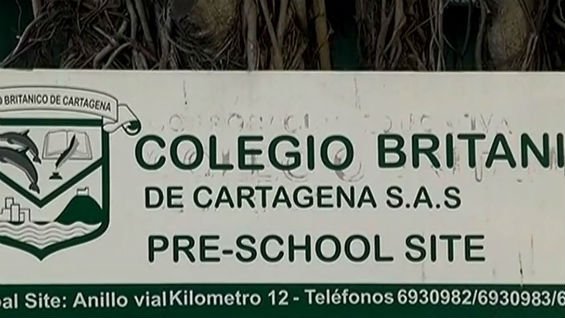 O BRITANICO DE CARTAGENA
COLEGIO BRITANI
DE CARTAGENA S.A.S
PRE-SCHOOL SITE
pal Site: Anillo vial Kilometro 12 - Teléfonos 6930982/6930983/6